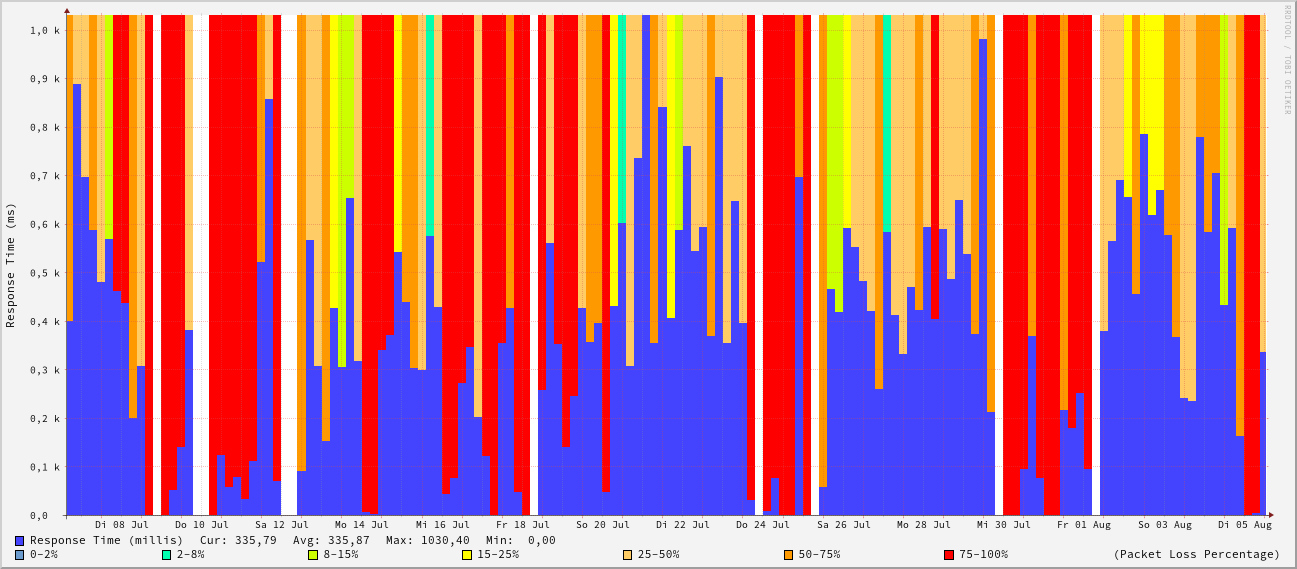 RRDTOOL / TOBI OETIKER
Response Time (ms)
1,0 k
0,9 k
0,8 k
0,7 k
0,6 k
0,5 k
0,4 k
0,3 k
0,2 k
0,1 k
0,0
Di 08 Jul Do 10 Jul Sa 12 Jul Mo 14 Jul Mi 16 Jul Fr 18 Jul So 20 Jul Di 22 Jul Do 24 Jul Sa 26 Jul Mo 28 Jul Mi 30 Jul Fr 01 Aug So 03 Aug Di 05 Aug
Response Time (millis) Cur: 335,79 Avg: 335,87 Max: 1030,40 Min: 0,00
0-2% 2-8% 8-15% 15-25% 25-50% 50-75% 75-100% (Packet Loss Percentage)